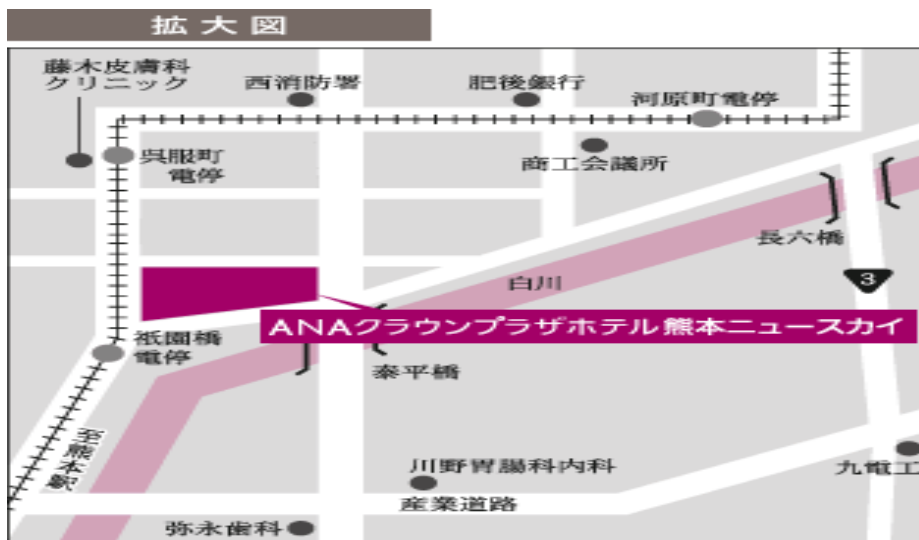 拡大図
藤木皮膚科
クリニック
西消防署
肥後銀行
河原町電停
呉服町
電停
商工会議所
長六橋
白川
3
ANAクラウンプラザホテル熊本ニュースカイ
祇園橋
電停
泰平橋
至熊本駅
川野胃腸科内科
九電工
産業道路
弥永歯科